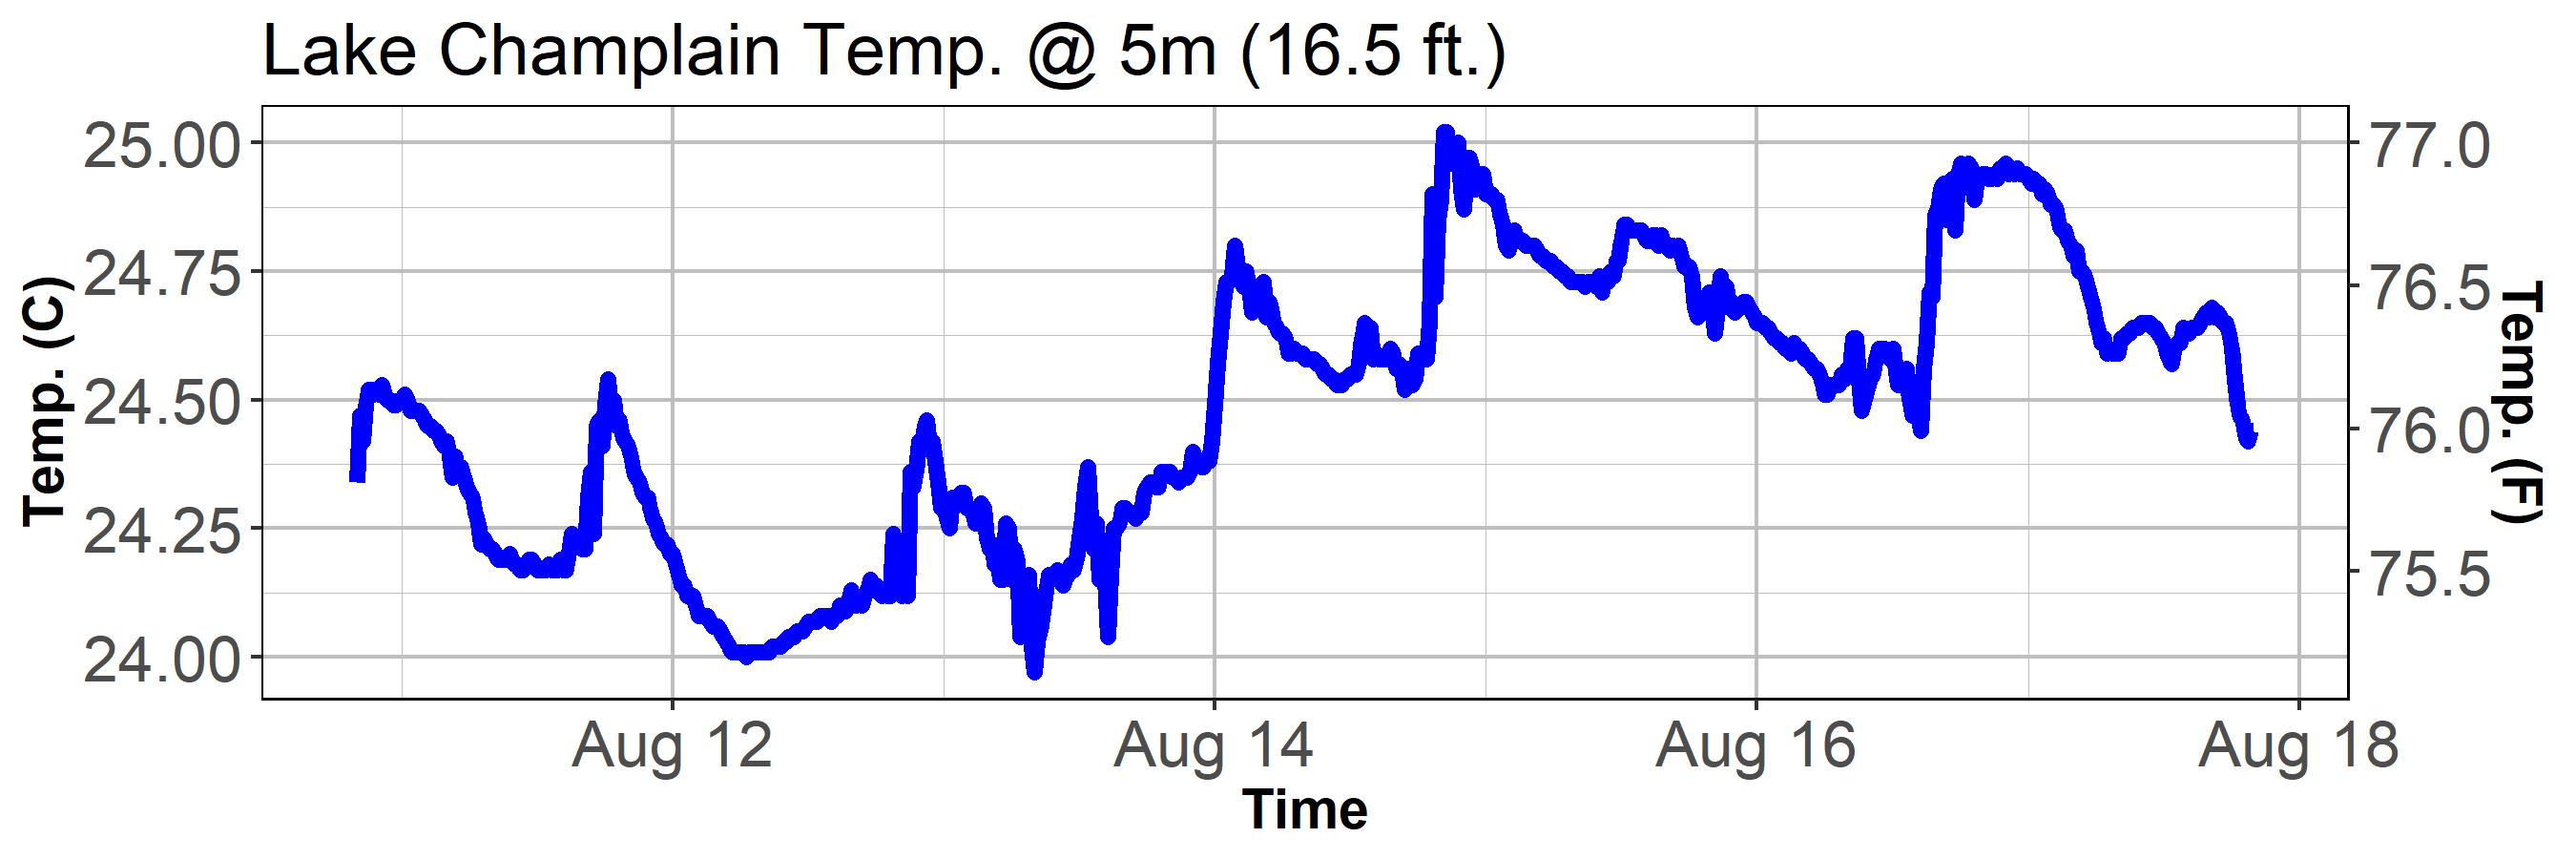 Lake Champlain Temp. @ 5m (16.5 ft.)
Temp. (C)
25.00
24.75
24.50
24.25
24.00
77.0
76.5
76.0
75.5
Temp. (F)
Aug 12 Aug 14 Aug 16 Aug 18
Time